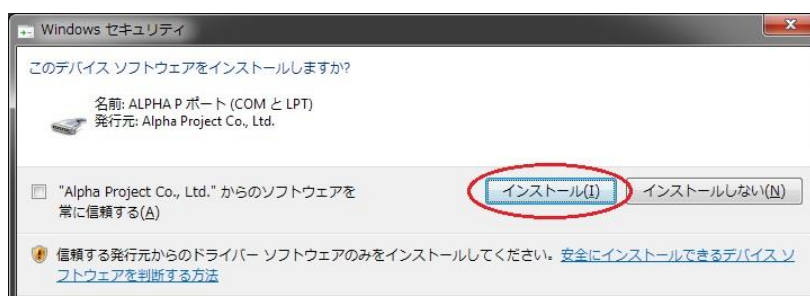 Windows セキュリティ
このデバイス ソフトウェアをインストールしますか?
名前: ALPHA P ポート (COM と LPT)
発行元: Alpha Project Co., Ltd.
"Alpha Project Co., Ltd." からのソフトウェアを
常に信頼する(A)
インストール(I)
インストールしない(N)
信頼する発行元からのドライバー ソフトウェアのみをインストールしてください。安全にインストールできるデバイス ソ
フトウェアを判断する方法